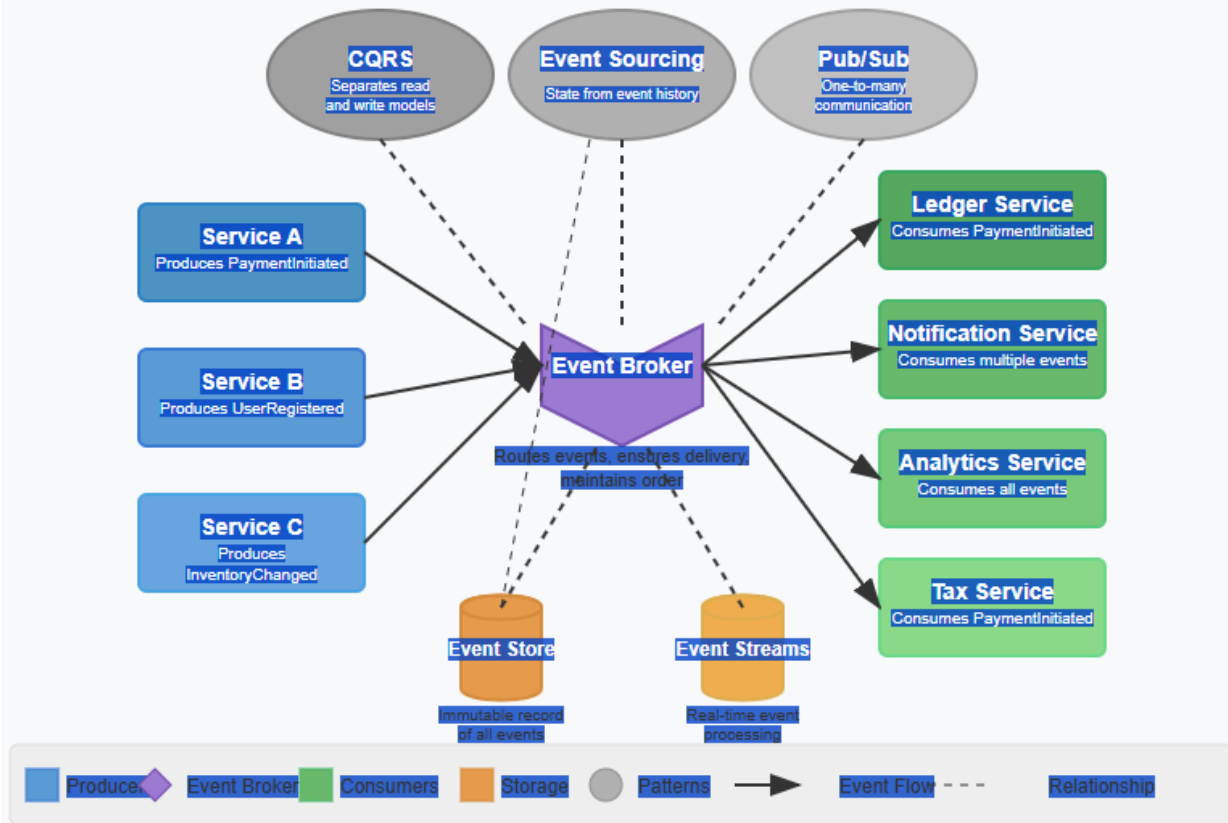 CQRS
Separates read
and write models
Event Sourcing
State from event history
Pub/Sub
One-to-many
communication
Service A
Produces PaymentInitiated
Service B
Produces UserRegistered
Service C
Produces
InventoryChanged
Event Broker
Routes events, ensures delivery,
maintains order
Ledger Service
Consumes PaymentInitiated
Notification Service
Consumes multiple events
Analytics Service
Consumes all events
Tax Service
Consumes PaymentInitiated
Event Store
Immutable record
of all events
Event Streams
Real-time event
processing
Event Broker
Consumers
Storage
Patterns
Event Flow
Relationship